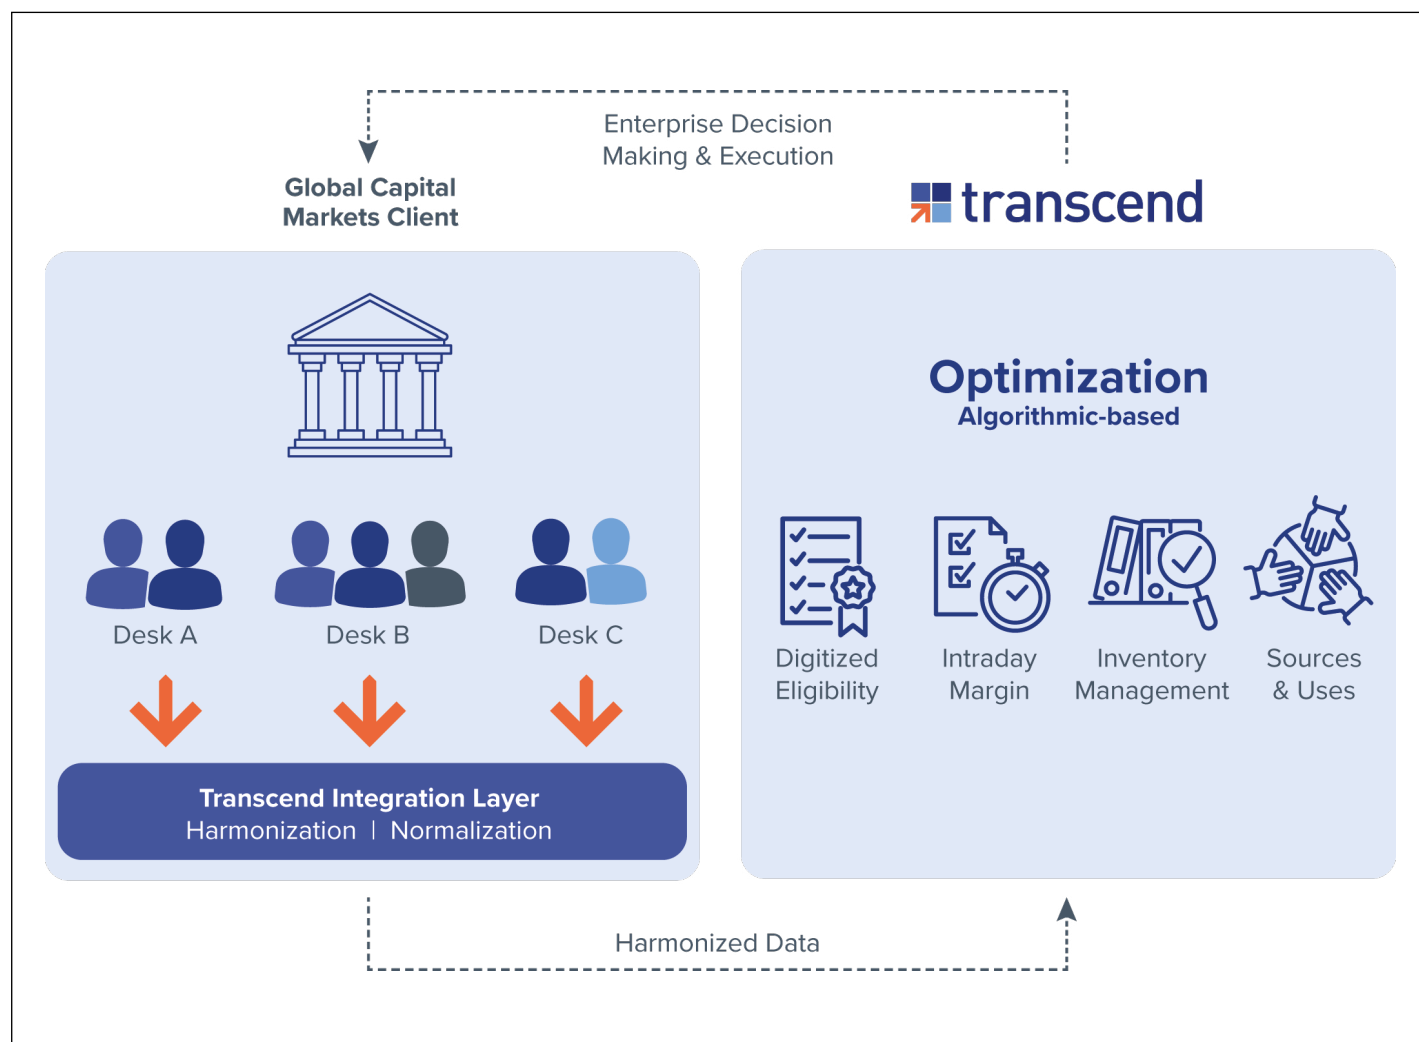 Enterprise Decision
Making & Execution
Global Capital
Markets Client
transcend
Optimization
Algorithmic-based
Desk A
Desk B
Desk C
Digitized
Eligibility
Intraday
Margin
Inventory
Management
Sources
& Uses
Transcend Integration Layer
Harmonization | Normalization
Harmonized Data